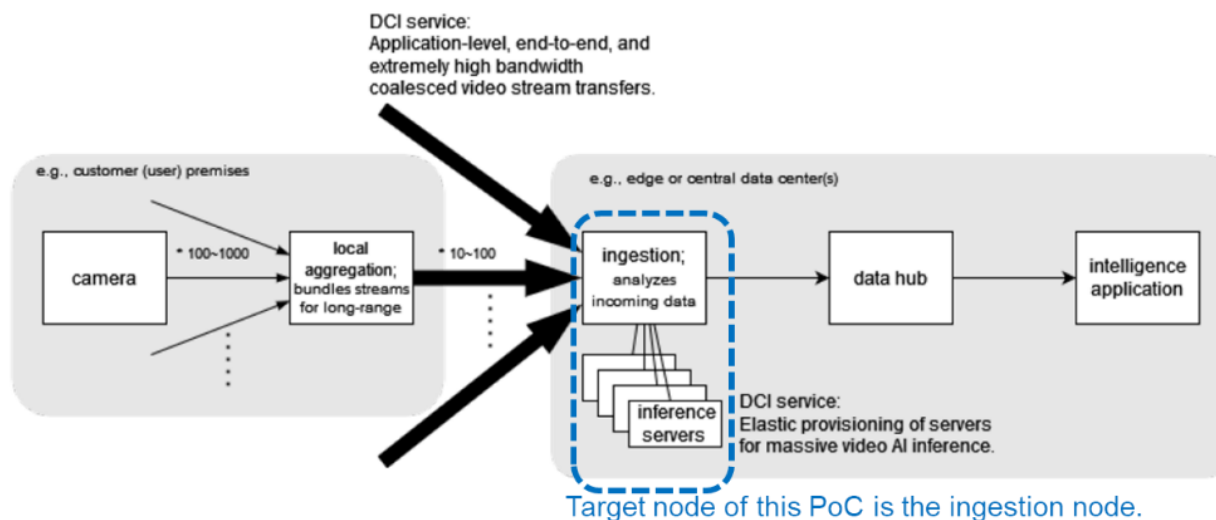 DCI service:
Application-level, end-to-end, and
extremely high bandwidth
coalesced video stream transfers.
e.g., customer (user) premises
e.g., edge or central data center(s)
camera
* 100~1000
local
aggregation;
bundles streams
for long-range
* 10~100
ingestion;
analyzes
incoming data
data hub
intelligence
application
inference
servers
DCI service:
Elastic provisioning of servers
for massive video AI inference.
Target node of this PoC is the ingestion node.